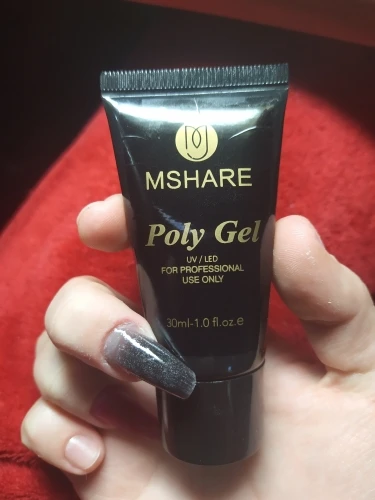 MSHARE
Poly Gel
UV / LED
FOR PROFESSIONAL
USE ONLY
30ml-1.0 fl.oz.e